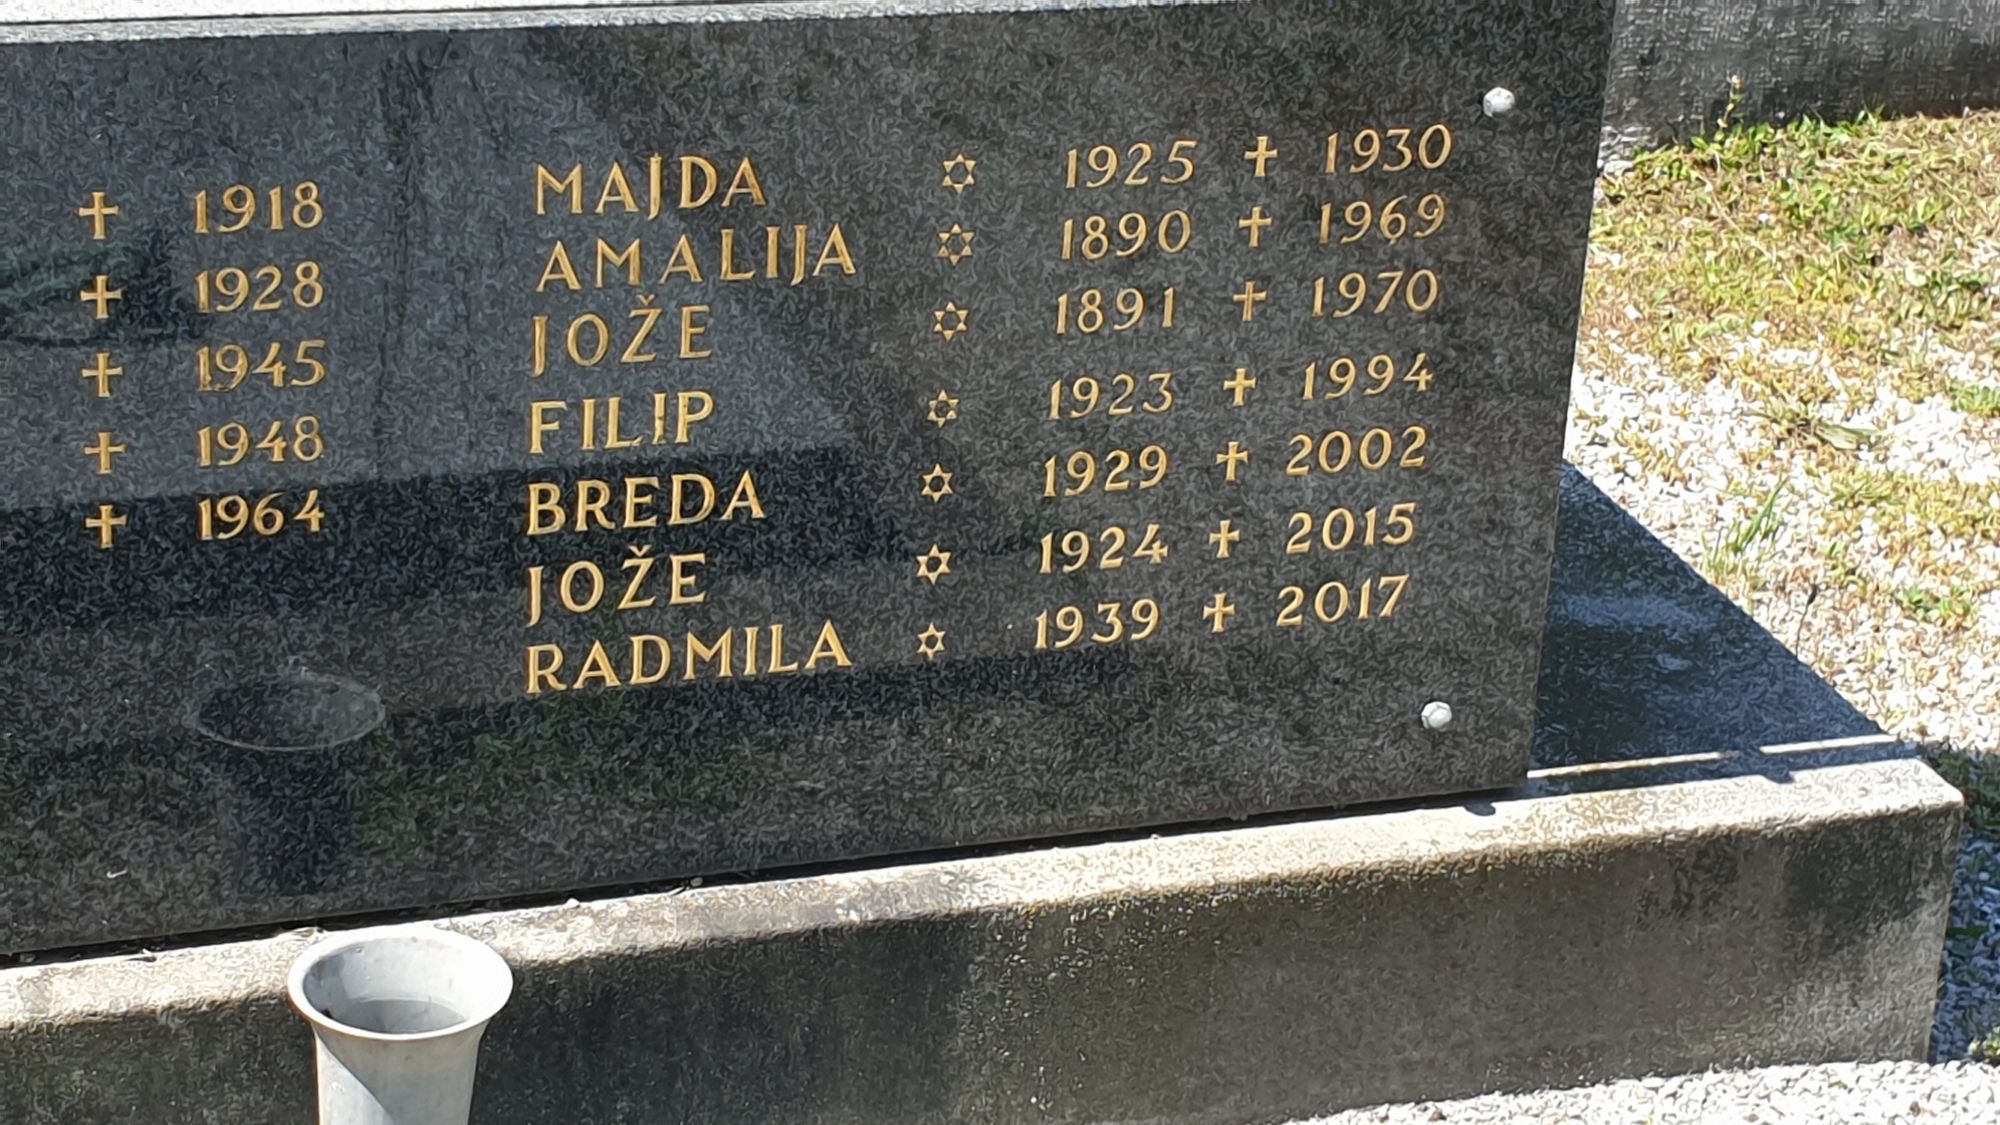 ✝ 1918
✝ 1928
✝ 1945
✝ 1948
✝ 1964
MAJDA ✡ 1925 ✝ 1930
AMALIJA ✡ 1890 ✝ 1969
JOŽE ✡ 1891 ✝ 1970
FILIP ✡ 1923 ✝ 1994
BREDA ✡ 1929 ✝ 2002
JOŽE ✡ 1924 ✝ 2015
RADMILA ✡ 1939 ✝ 2017